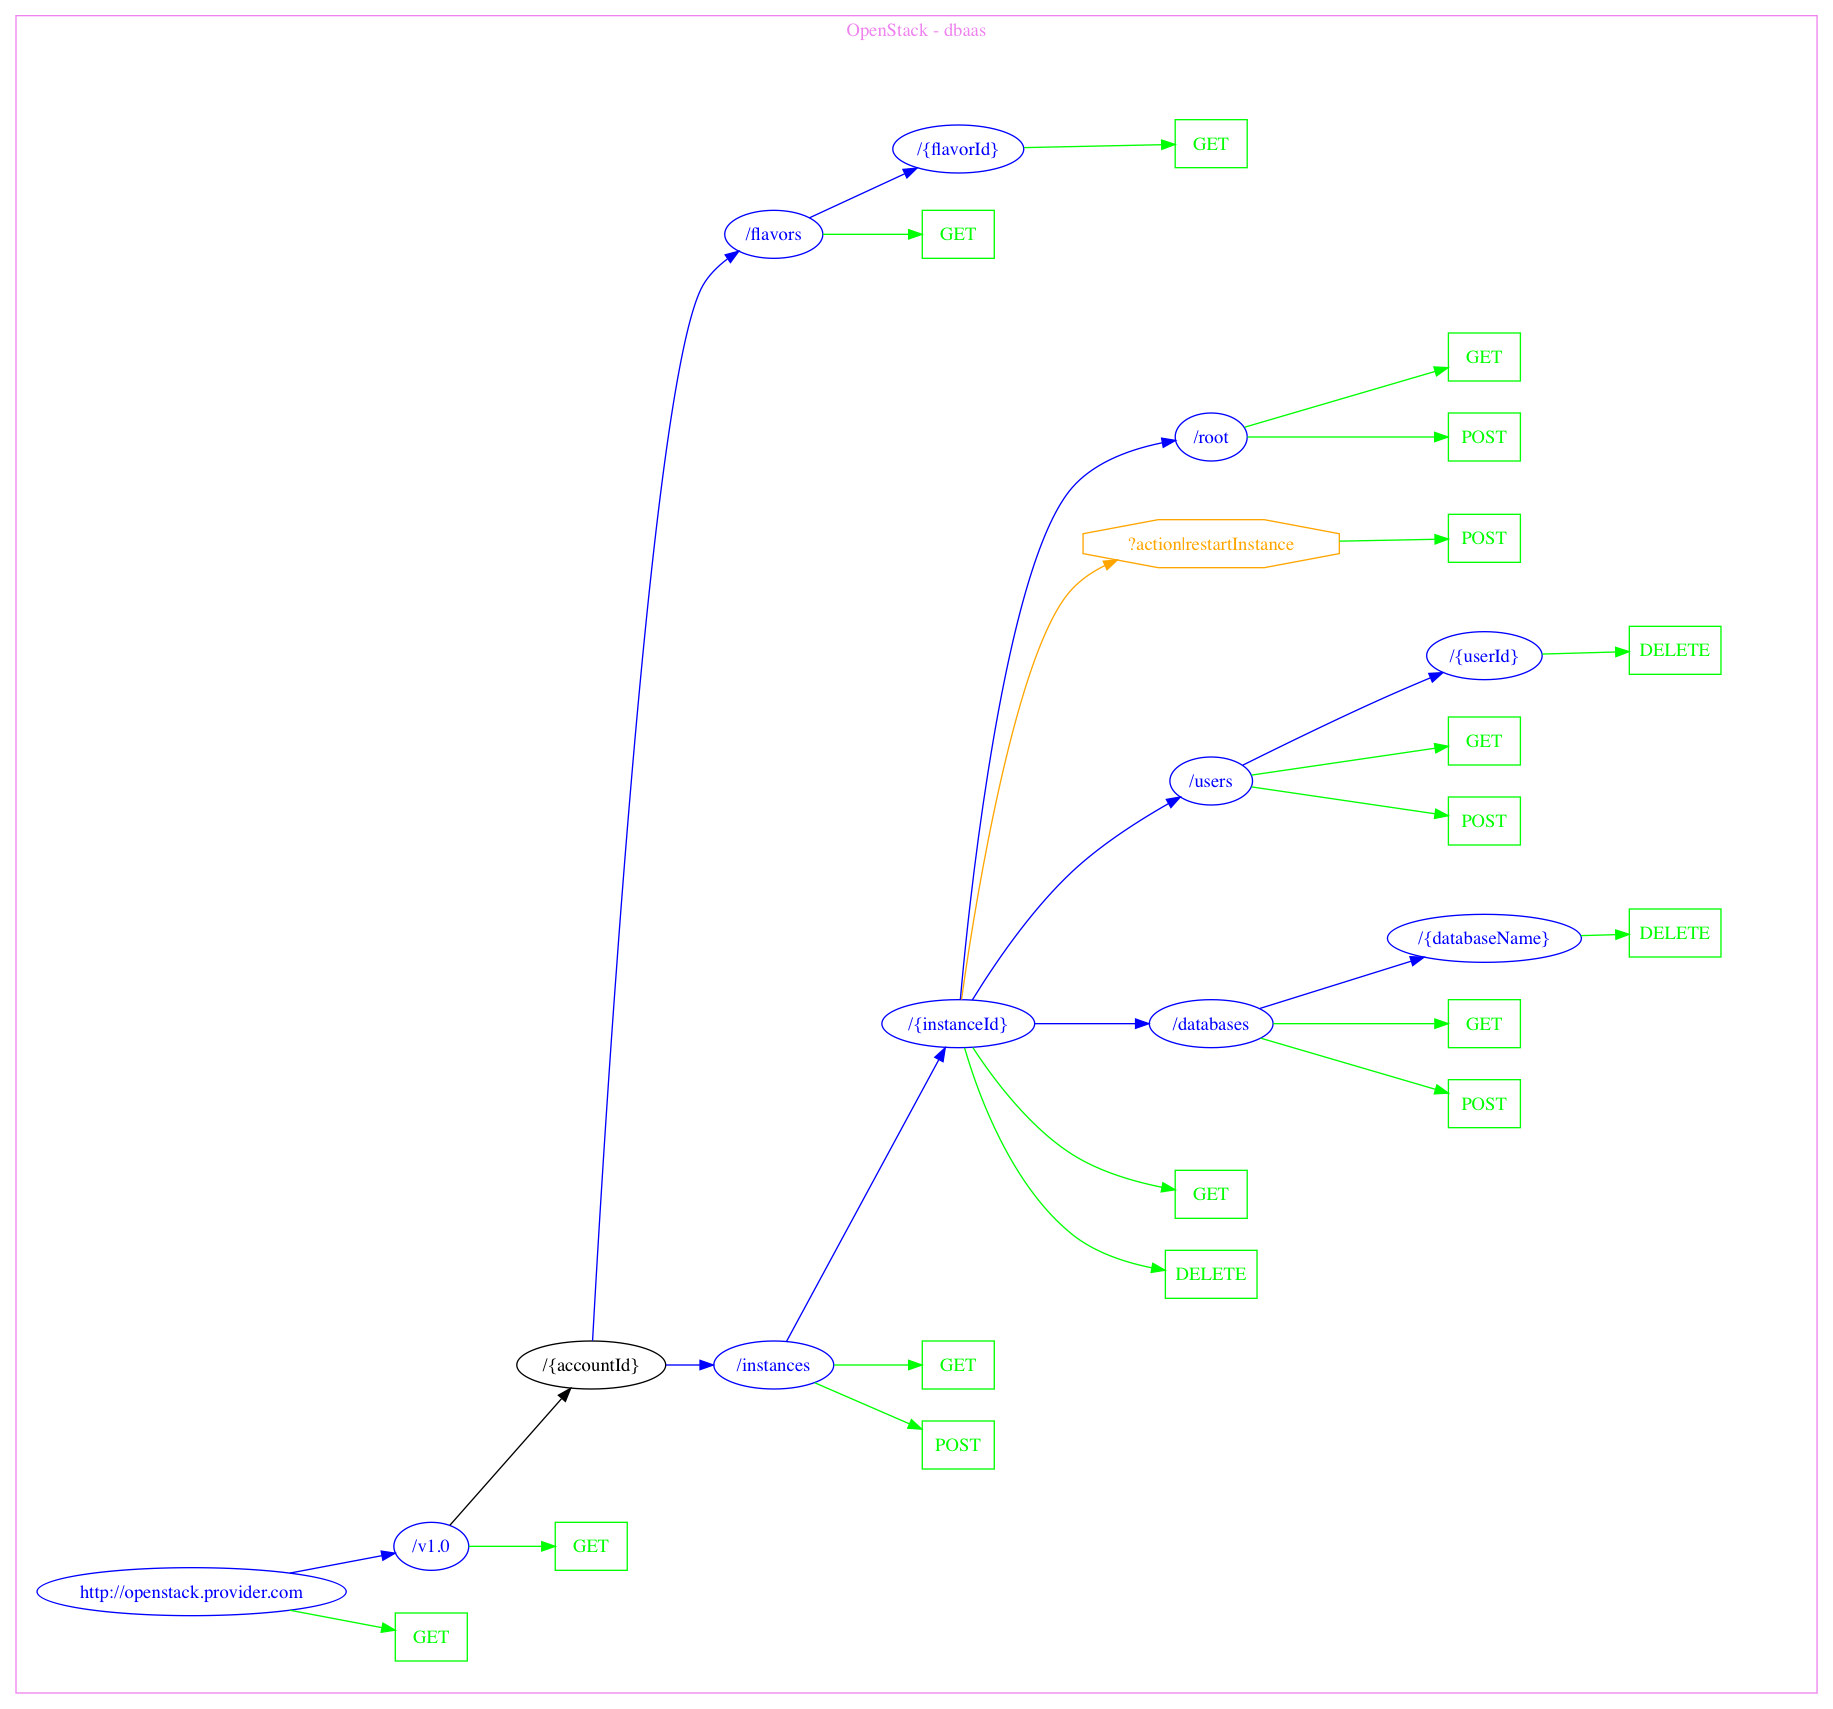 OpenStack - dbaas
/{flavorId}
GET
/flavors
GET
GET
/root
POST
?action|restartInstance
POST
/{userId}
DELETE
GET
/users
POST
/{databaseName}
DELETE
/{instanceId}
/databases
GET
POST
GET
DELETE
/{accountId}
/instances
GET
POST
/v1.0
GET
http://openstack.provider.com
GET